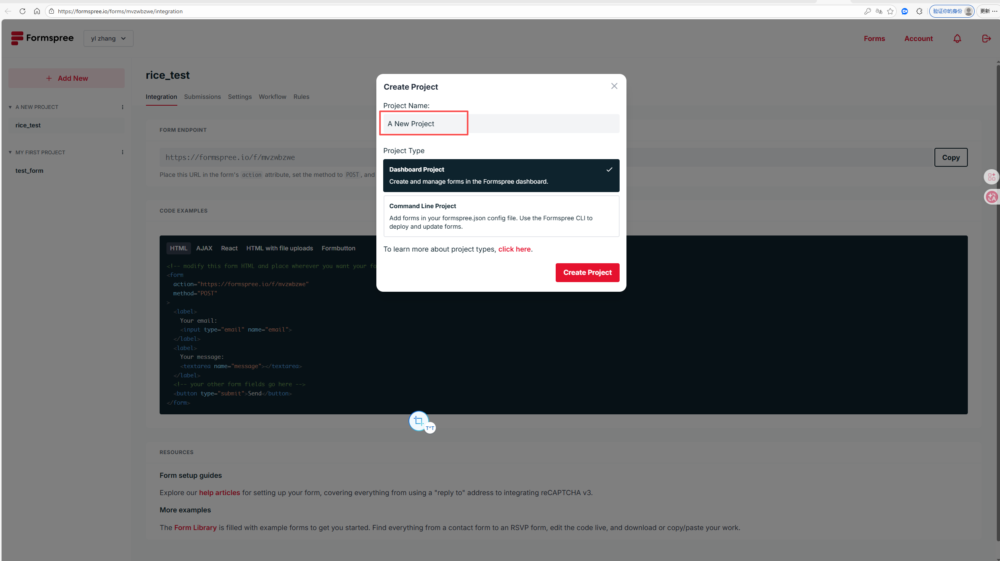 https://formspree.io/forms/mvzwbzwe/integration
验证你的身份
更新
Formspree
yl zhang
Forms
Account
+ Add New
A NEW PROJECT
rice_test
MY FIRST PROJECT
test_form
rice_test
Integration
Submissions
Settings
Workflow
Rules
FORM ENDPOINT
https://formspree.io/f/mvzwbzwe
Copy
Place this URL in the form's action attribute, set the method to POST, and
CODE EXAMPLES
HTML
AJAX
React
HTML with file uploads
Formbutton
<!-- modify this form HTML and place wherever you want your fo
<form
action="https://formspree.io/f/mvzwbzwe"
method="POST"
>
<label>
Your email:
<input type="email" name="email">
</label>
<label>
Your message:
<textarea name="message"></textarea>
</label>
<!-- your other form fields go here -->
<button type="submit">Send</button>
</form>
T^T
RESOURCES
Form setup guides
Explore our help articles for setting up your form, covering everything from using a "reply to" address to integrating reCAPTCHA v3.
More examples
The Form Library is filled with example forms to get you started. Find everything from a contact form to an RSVP form, edit the code live, and download or copy/paste your work.
Create Project
Project Name:
A New Project
Project Type
Dashboard Project
Create and manage forms in the Formspree dashboard.
Command Line Project
Add forms in your formspree.json config file. Use the Formspree CLI to
deploy and update forms.
To learn more about project types, click here.
Create Project